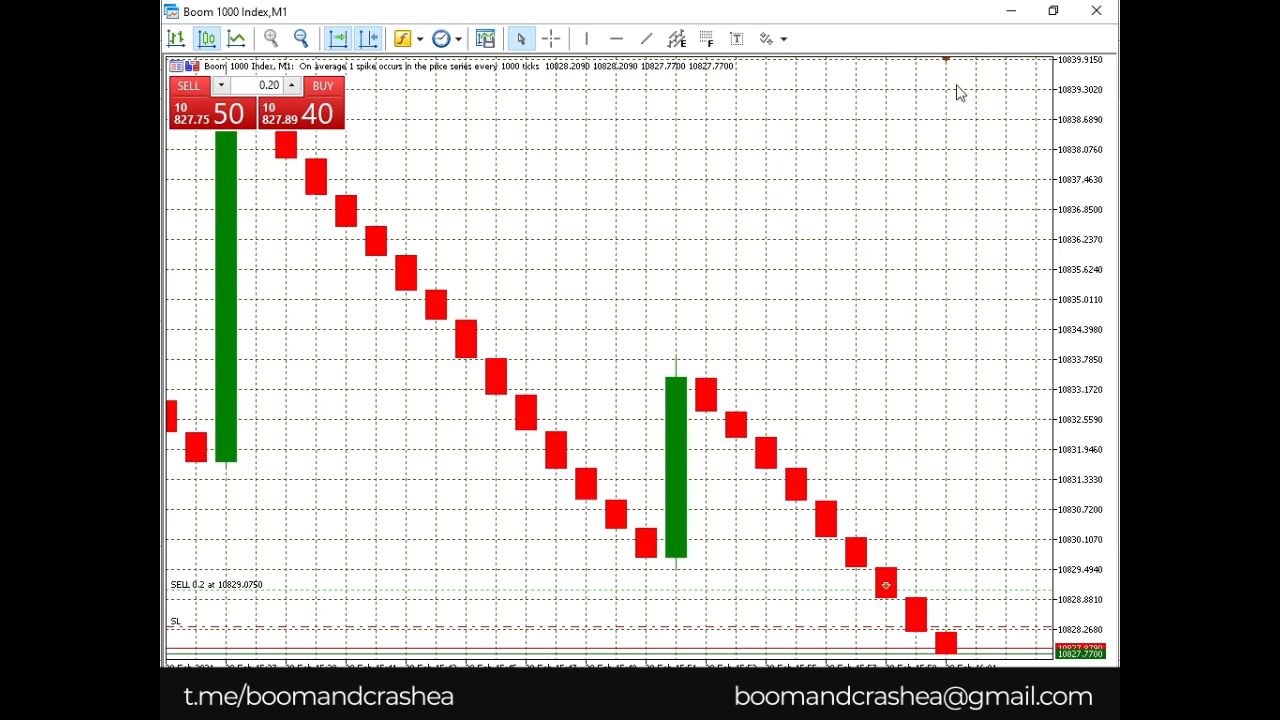 Boom 1000 Index,M1
Boom 1000 Index, M1: On average 1 spike occurs in the price series every 1000 ticks 10828.2090 10828.2090 10827.7700 10827.7700
SELL 0.20 BUY
10 827.75 50 10 827.89 40
10839.9150
10839.3020
10838.6890
10838.0760
10837.4630
10836.8500
10836.2370
10835.6240
10835.0110
10834.3980
10833.7850
10833.1720
10832.5590
10831.9460
10831.3330
10830.7200
10830.1070
10829.4940
SELL 0.2 at 10829.0750
10828.8810
SL
10828.2680
10827.7700
t.me/boomandcrashea
boomandcrashea@gmail.com